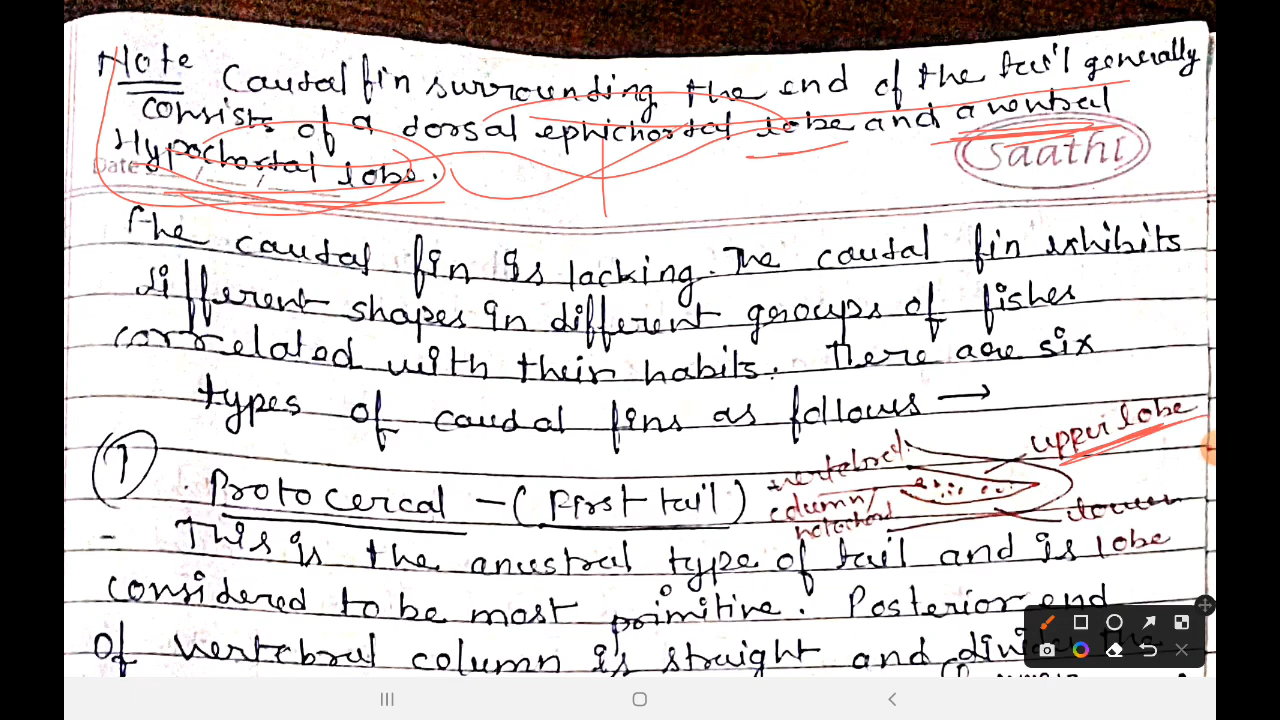 Note Caudal fin surrounding the end of the tail generally
consists of a dorsal ephichortal lobe and a ventral
Hypochortal lobe.
saathi
Date / /
The caudal fin is lacking. The caudal fin exhibits
different shapes in different groups of fishes
correlated with their habits. There are six
types of caudal fins as follows →
upper lobe
① Protocercal - (First tail)
vertebral
column/
notochord
lower
lobe
- This is the ancestral type of tail and is
considered to be most primitive. Posterior end
of vertebral column is straight and divides the